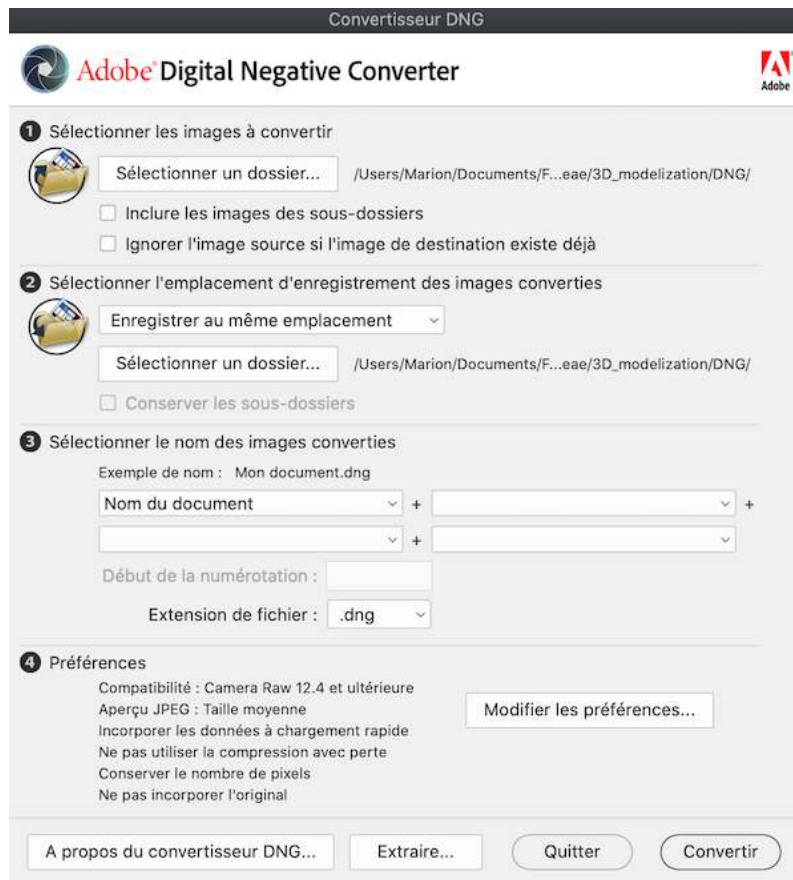 Convertisseur DNG
Adobe® Digital Negative Converter
Adobe
1 Sélectionner les images à convertir
Sélectionner un dossier... /Users/Marion/Documents/F...eae/3D_modelization/DNG/
Inclure les images des sous-dossiers
Ignorer l'image source si l'image de destination existe déjà
2 Sélectionner l'emplacement d'enregistrement des images converties
Enregistrer au même emplacement
Sélectionner un dossier... /Users/Marion/Documents/F...eae/3D_modelization/DNG/
Conserver les sous-dossiers
3 Sélectionner le nom des images converties
Exemple de nom : Mon document.dng
Nom du document + +
+
Début de la numérotation :
Extension de fichier : .dng
4 Préférences
Compatibilité : Camera Raw 12.4 et ultérieure
Aperçu JPEG : Taille moyenne
Incorporer les données à chargement rapide
Ne pas utiliser la compression avec perte
Conserver le nombre de pixels
Ne pas incorporer l'original
Modifier les préférences...
A propos du convertisseur DNG... Extraire... Quitter Convertir